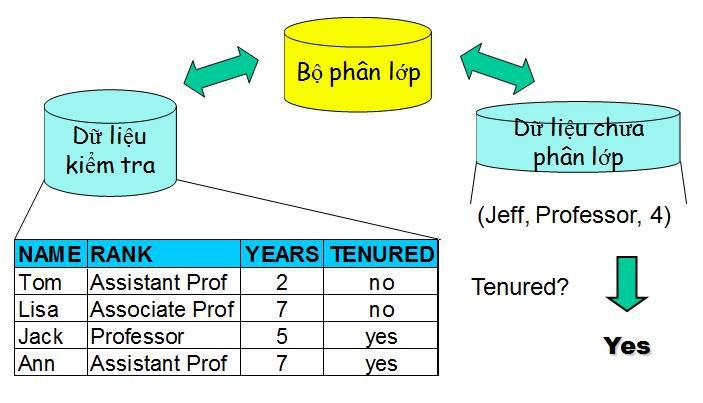 Bộ phân lớp
Dữ liệu
kiểm tra
Dữ liệu chưa
phân lớp
(Jeff, Professor, 4)
NAME RANK YEARS TENURED
Tom Assistant Prof 2 no
Lisa Associate Prof 7 no
Jack Professor 5 yes
Ann Assistant Prof 7 yes
Tenured?
Yes